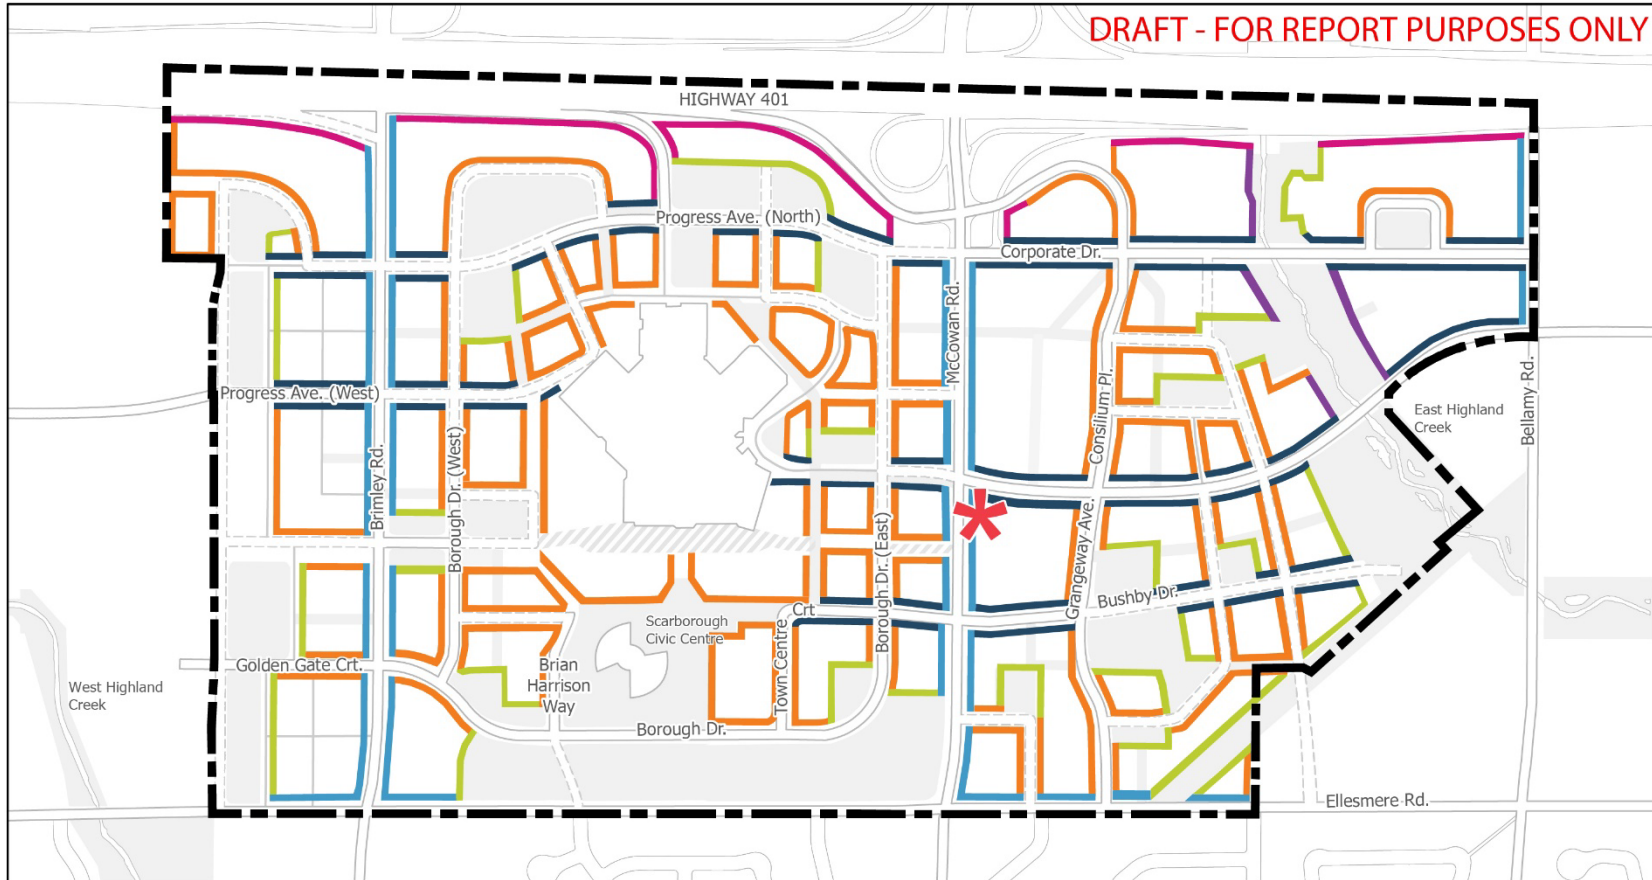 DRAFT - FOR REPORT PURPOSES ONLY
HIGHWAY 401
Progress Ave. (North)
Corporate Dr.
McCowan Rd.
Progress Ave. (West)
Consilium Pl.
Bellamy Rd.
East Highland
Creek
Brimley Rd.
Borough Dr. (West)
Borough Dr. (East)
Grangeway Ave.
Bushby Dr.
Scarborough
Civic Centre
Town Centre
Crt
Golden Gate Crt.
Brian
Harrison
Way
West Highland
Creek
Borough Dr.
Ellesmere Rd.